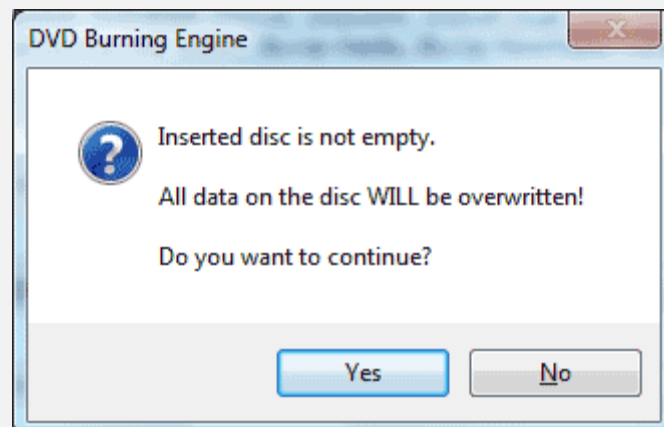 DVD Burning Engine
Inserted disc is not empty.
All data on the disc WILL be overwritten!
Do you want to continue?
Yes
No